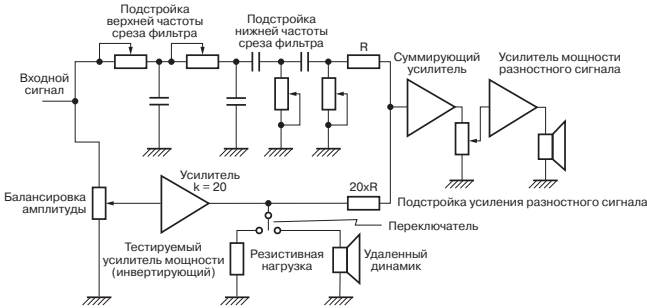 Подстройка
верхней частоты
среза фильтра
Подстройка
нижней частоты
среза фильтра
R
Суммирующий
усилитель
Усилитель мощности
разностного сигнала
Входной
сигнал
Балансировка
амплитуды
Усилитель
k = 20
20xR
Подстройка усиления разностного сигнала
Переключатель
Тестируемый
усилитель мощности
(инвертирующий)
Резистивная
нагрузка
Удаленный
динамик